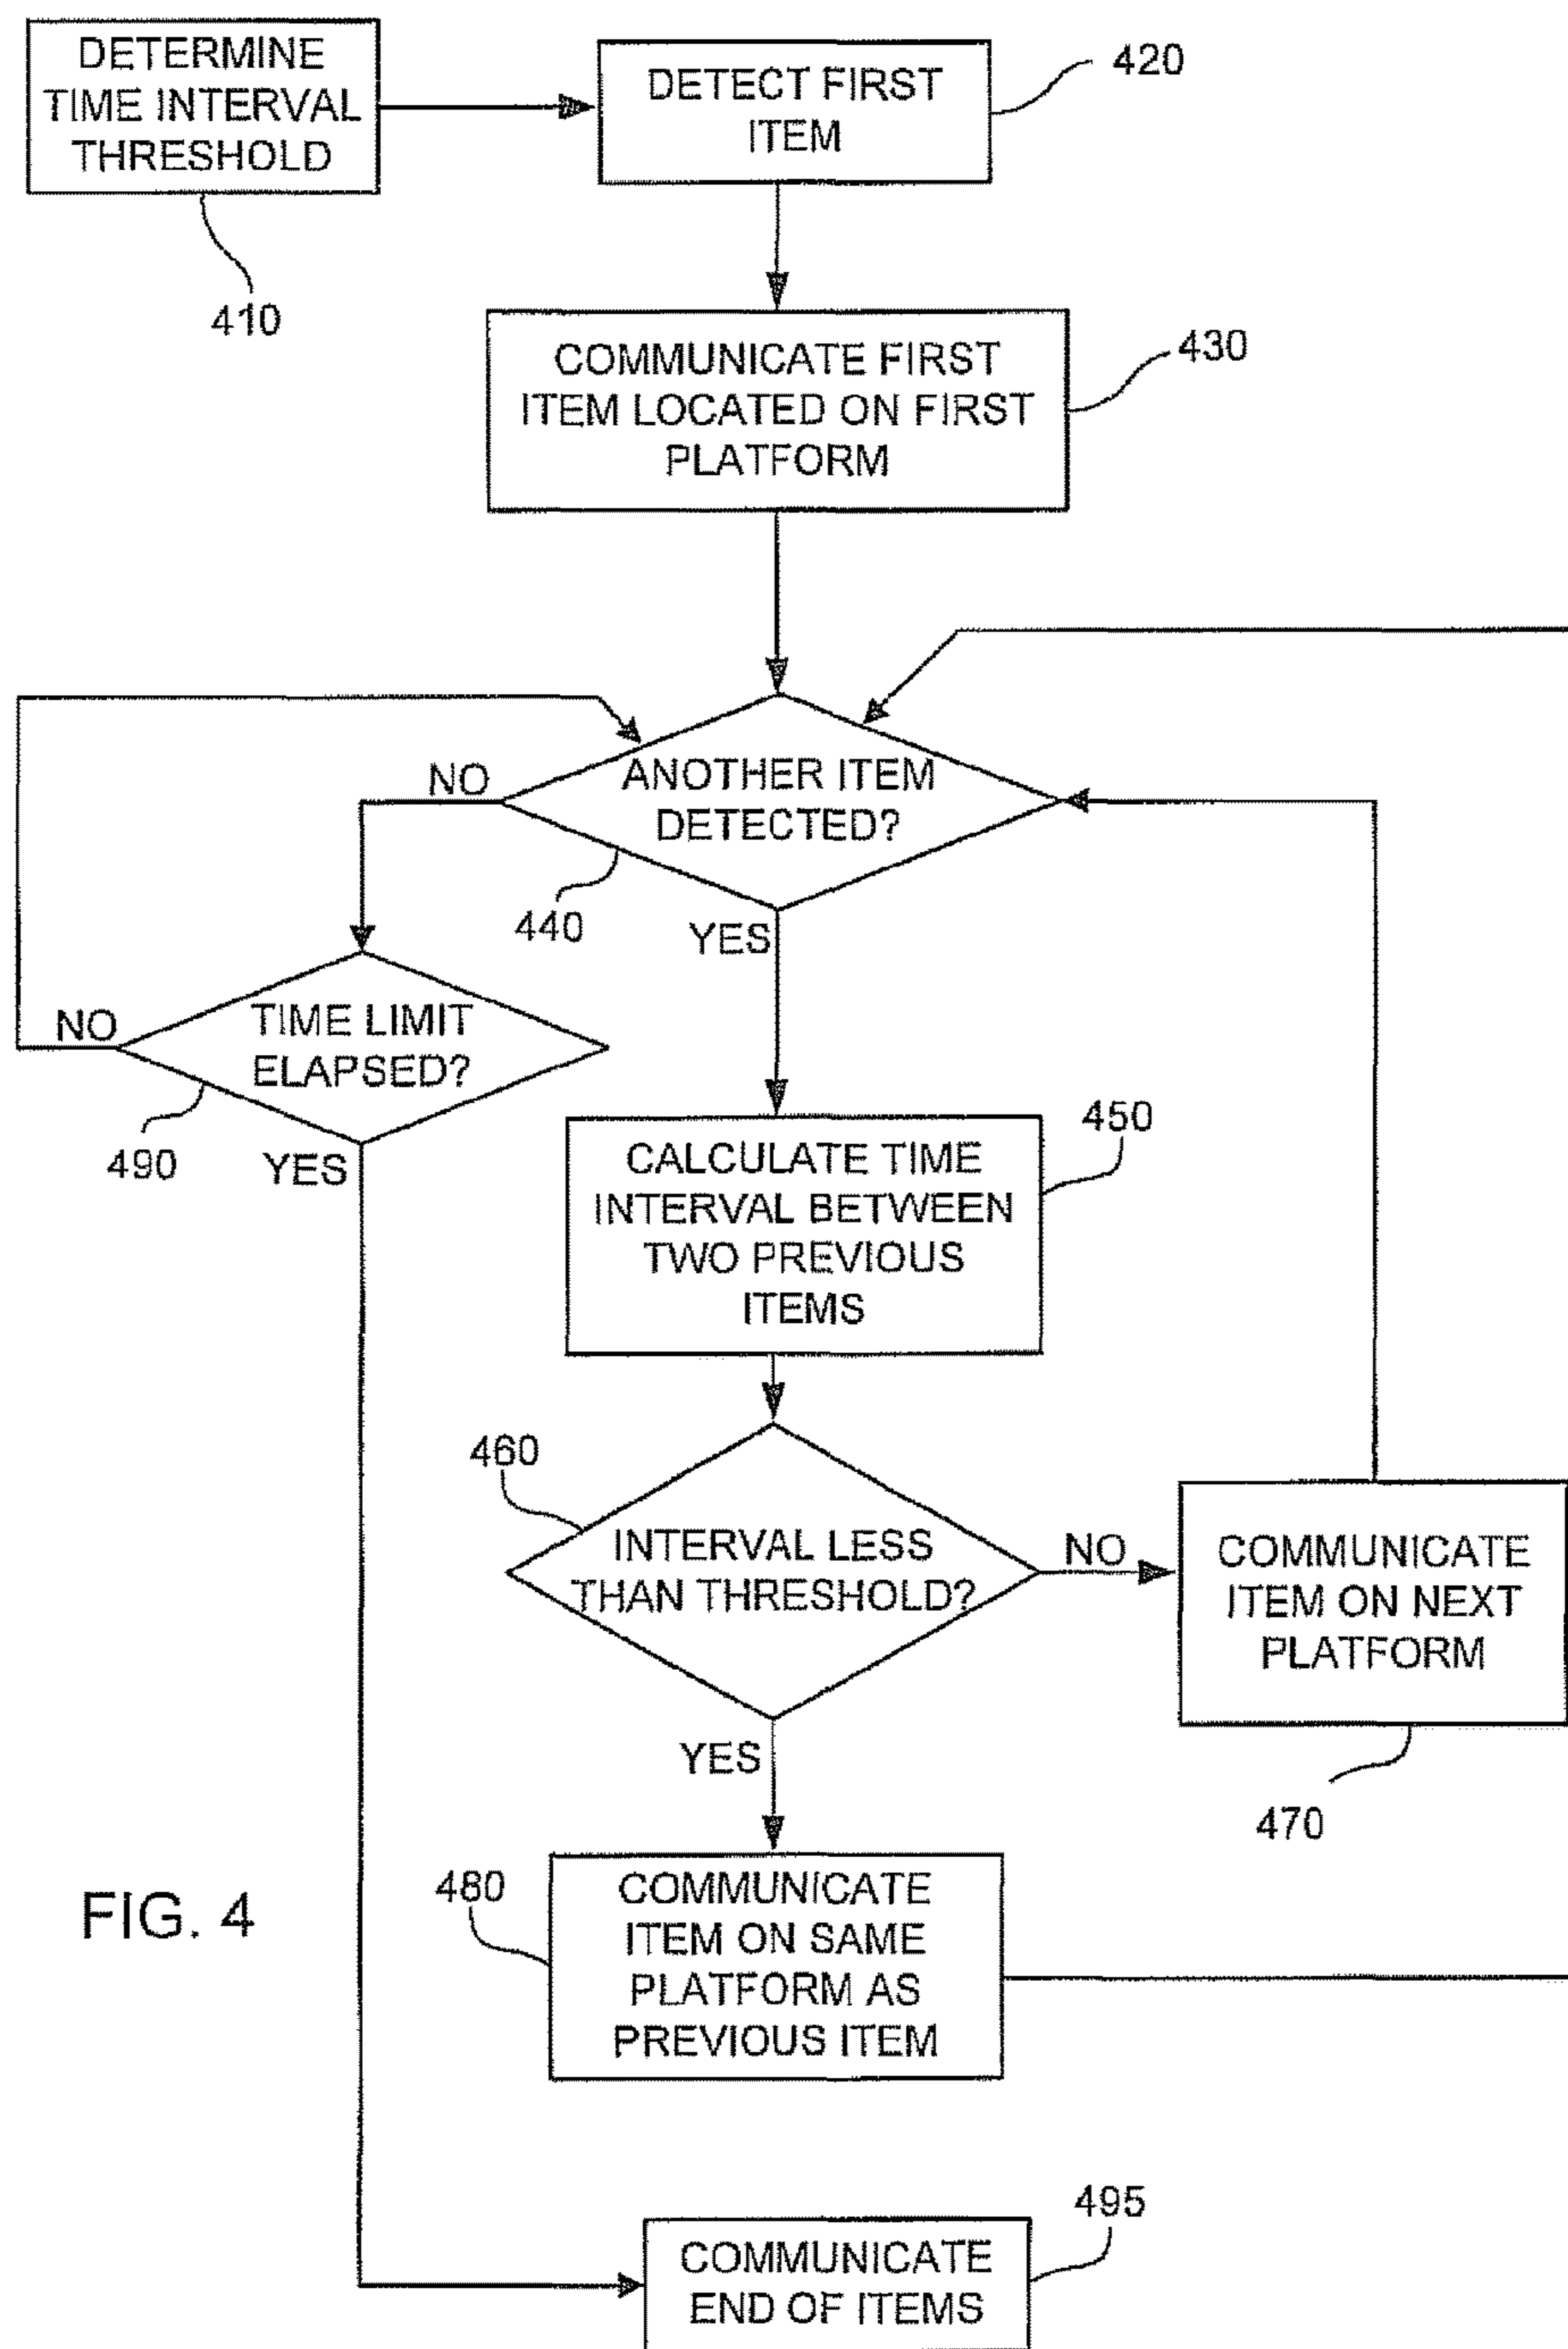 DETERMINE
TIME INTERVAL
THRESHOLD
410
DETECT FIRST
ITEM
420
COMMUNICATE FIRST
ITEM LOCATED ON FIRST
PLATFORM
430
ANOTHER ITEM
DETECTED?
NO
440
YES
TIME LIMIT
ELAPSED?
NO
490
YES
CALCULATE TIME
INTERVAL BETWEEN
TWO PREVIOUS
ITEMS
450
460
INTERVAL LESS
THAN THRESHOLD?
NO
COMMUNICATE
ITEM ON NEXT
PLATFORM
470
YES
480
COMMUNICATE
ITEM ON SAME
PLATFORM AS
PREVIOUS ITEM
FIG. 4
495
COMMUNICATE
END OF ITEMS